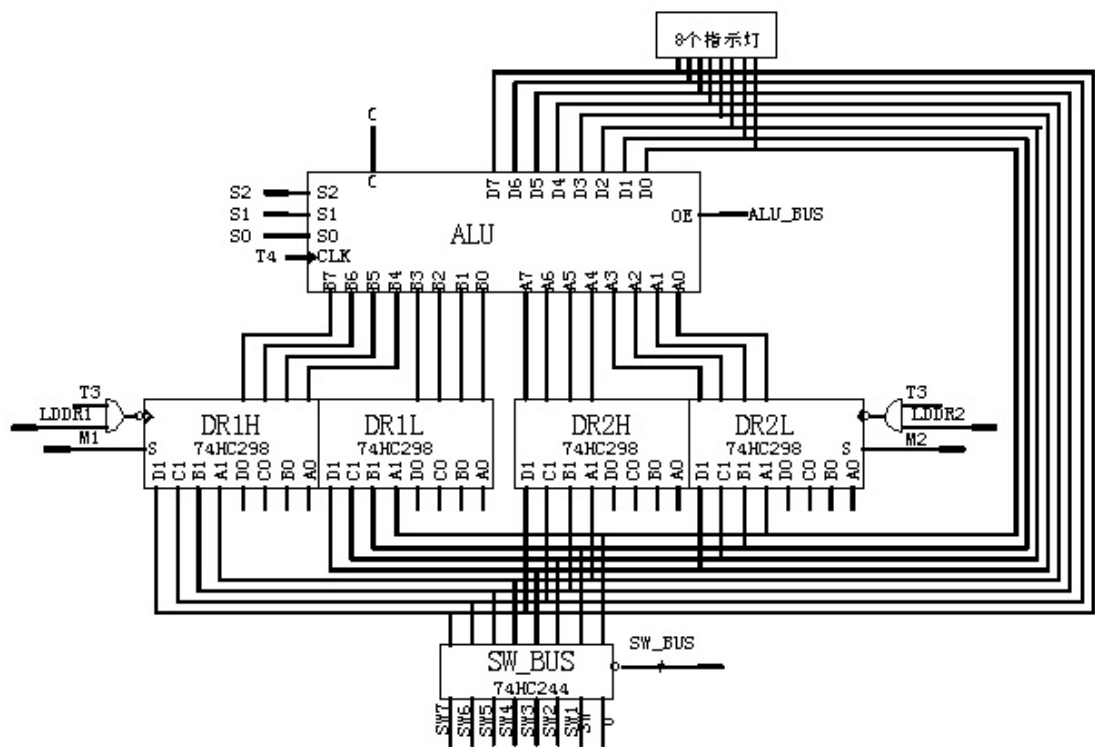 8个指示灯
C
C
D7 D6 D5 D4 D3 D2 D1 D0
S2 S2
S1 S1
S0 S0
T4 CLK
ALU
OE ALU_BUS
B7 B6 B5 B4 B3 B2 B1 B0 A7 A6 A5 A4 A3 A2 A1 A0
T3 T3
LDDR1 LDDR2
DR1H DR1L DR2H DR2L
M1 S 74HC298 74HC298 74HC298 74HC298 S M2
D1 C1 B1 A1 D0 C0 B0 A0 D1 C1 B1 A1 D0 C0 B0 A0 D1 C1 B1 A1 D0 C0 B0 A0 D1 C1 B1 A1 D0 C0 B0 A0
SW_BUS
SW_BUS
74HC244
SW7 SW6 SW5 SW4 SW3 SW2 SW1 SW 0